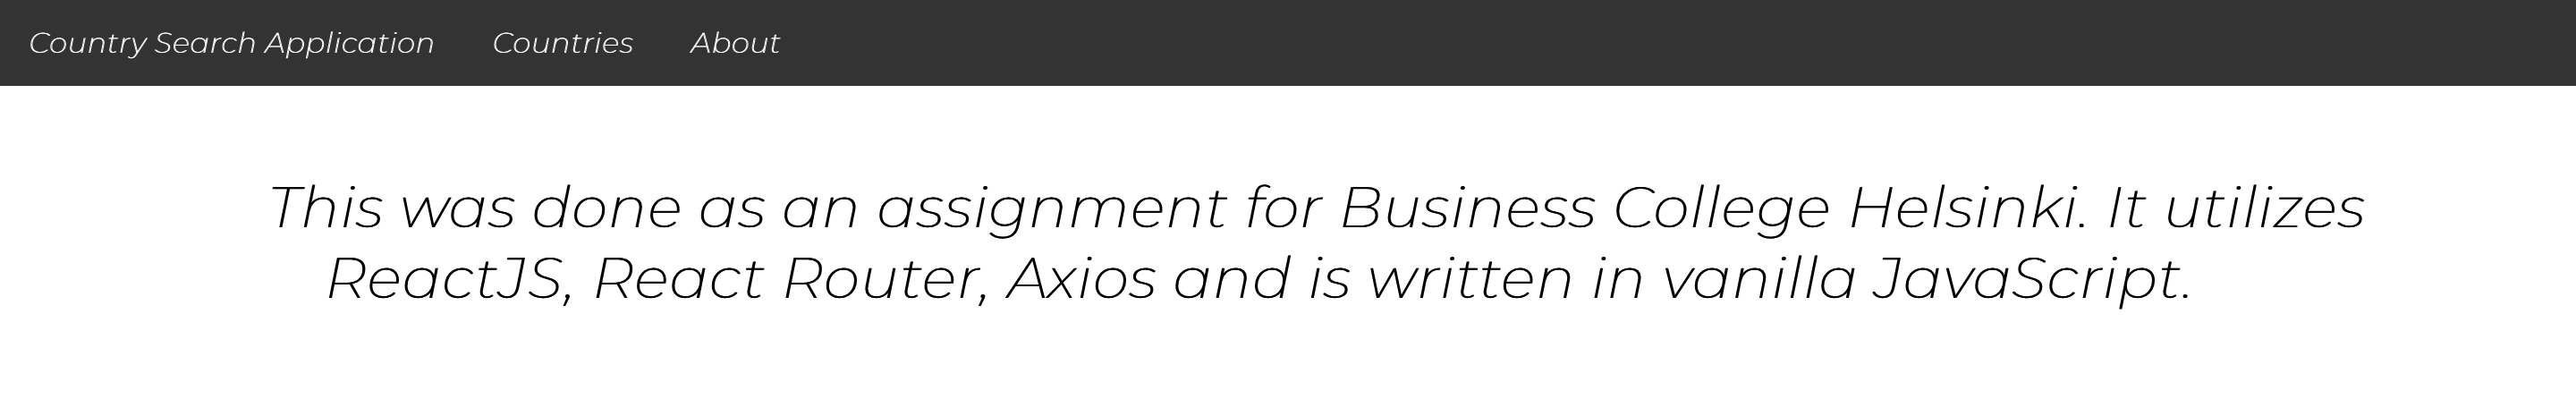 Country Search Application Countries About
This was done as an assignment for Business College Helsinki. It utilizes
ReactJS, React Router, Axios and is written in vanilla JavaScript.